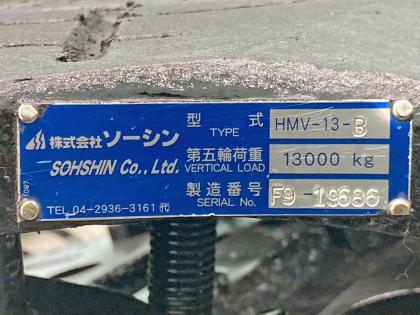 株式会社 ソーシン
SOHSHIN Co., Ltd.
TEL 04-2936-3161 ㈹
型 式 HMV-13-B
TYPE
第五輪荷重 13000 kg
VERTICAL LOAD
製造番号 F9-19686
SERIAL No.